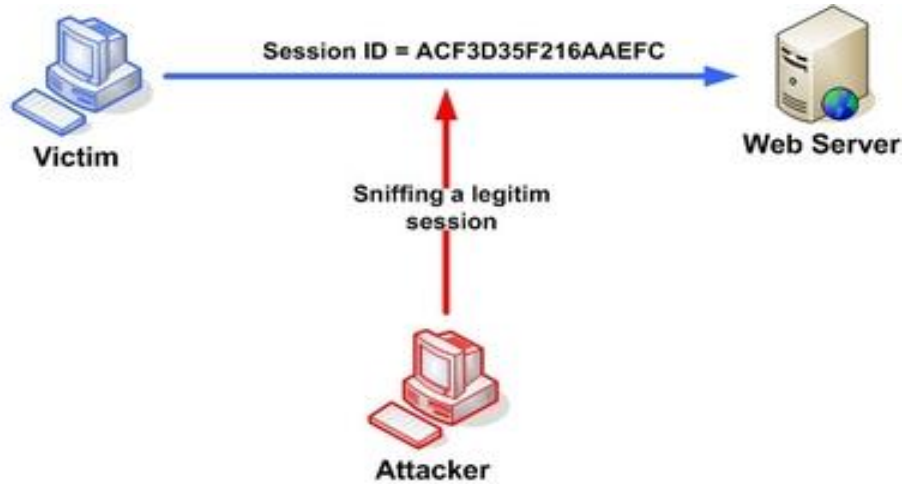 Session ID = ACF3D35F216AAEFC
Victim
Web Server
Sniffing a legitim
session
Attacker